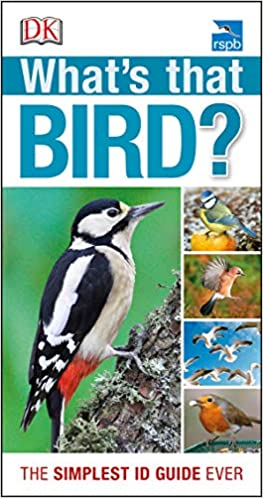 DK
rspb
What's that
BIRD?
THE SIMPLEST ID GUIDE EVER